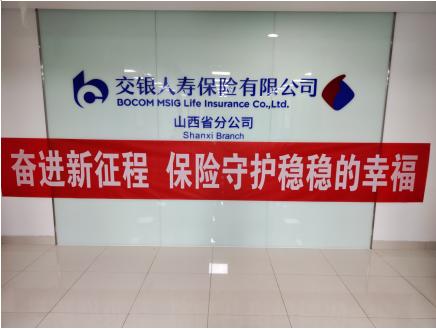 交银人寿保险有限公司
BOCOM MSIG Life Insurance Co.,Ltd.
山西省分公司
Shanxi Branch
奋进新征程 保险守护稳稳的幸福